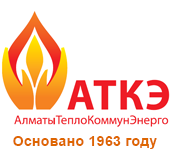 АТКЭ
АлматыТеплоКоммунЭнерго
Основано 1963 году